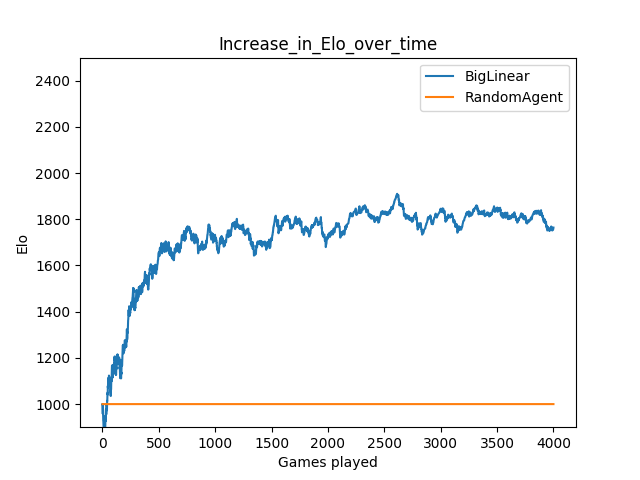 Increase_in_Elo_over_time
BigLinear
RandomAgent
2400
2200
2000
1800
1600
1400
1200
1000
Elo
0 500 1000 1500 2000 2500 3000 3500 4000
Games played